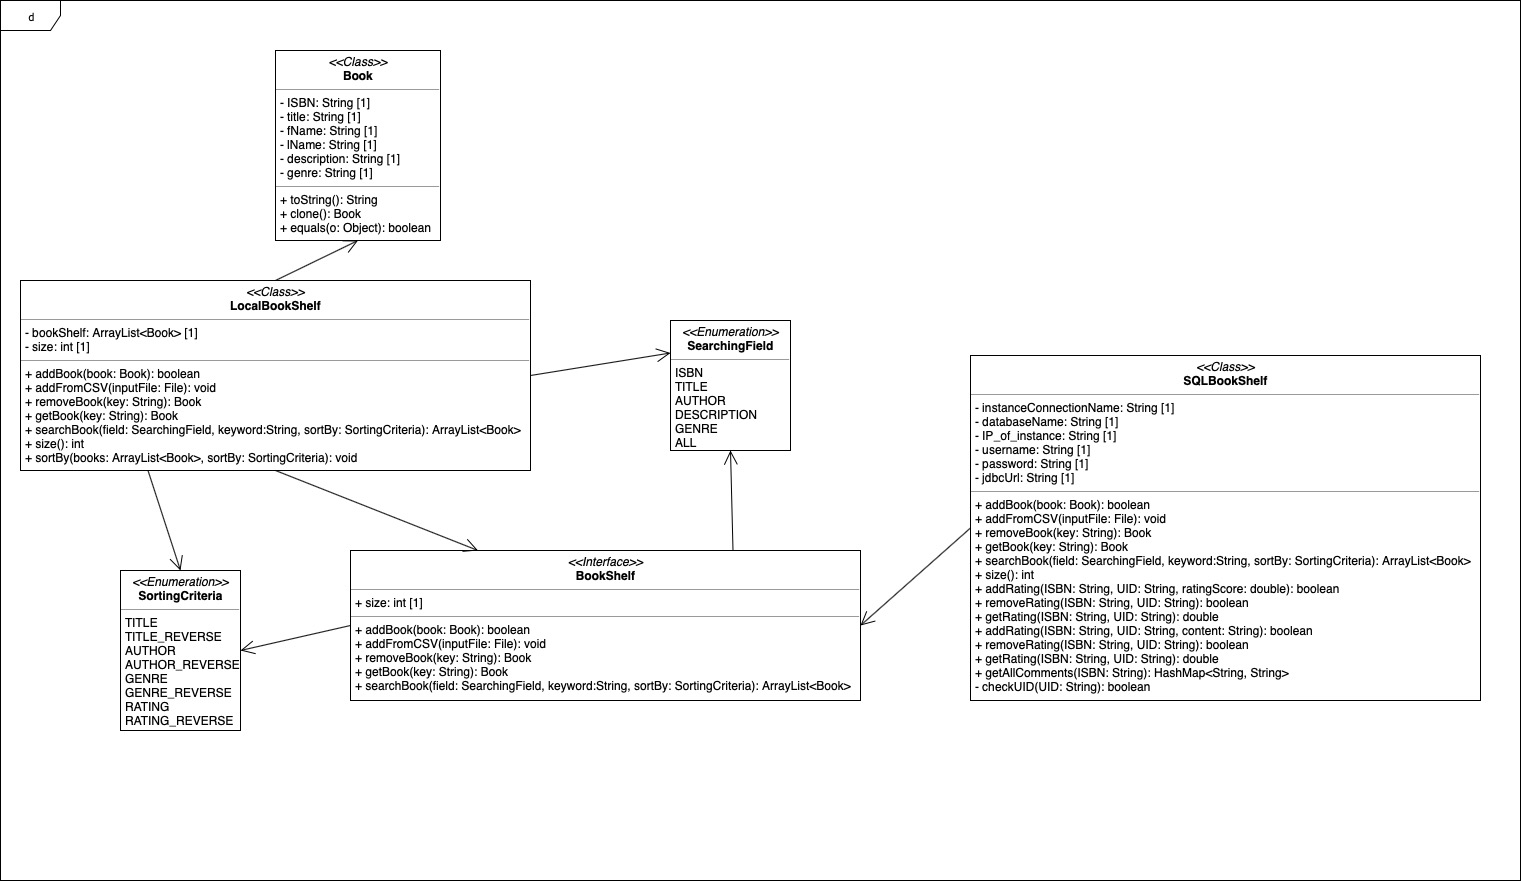 d
<<Class>>
Book
- ISBN: String [1]
- title: String [1]
- fName: String [1]
- lName: String [1]
- description: String [1]
- genre: String [1]
+ toString(): String
+ clone(): Book
+ equals(o: Object): boolean
<<Class>>
LocalBookShelf
- bookShelf: ArrayList<Book> [1]
- size: int [1]
+ addBook(book: Book): boolean
+ addFromCSV(inputFile: File): void
+ removeBook(key: String): Book
+ getBook(key: String): Book
+ searchBook(field: SearchingField, keyword:String, sortBy: SortingCriteria): ArrayList<Book>
+ size(): int
+ sortBy(books: ArrayList<Book>, sortBy: SortingCriteria): void
<<Enumeration>>
SearchingField
ISBN
TITLE
AUTHOR
DESCRIPTION
GENRE
ALL
<<Class>>
SQLBookShelf
- instanceConnectionName: String [1]
- databaseName: String [1]
- IP_of_instance: String [1]
- username: String [1]
- password: String [1]
- jdbcUrl: String [1]
+ addBook(book: Book): boolean
+ addFromCSV(inputFile: File): void
+ removeBook(key: String): Book
+ getBook(key: String): Book
+ searchBook(field: SearchingField, keyword:String, sortBy: SortingCriteria): ArrayList<Book>
+ size(): int
+ addRating(ISBN: String, UID: String, ratingScore: double): boolean
+ removeRating(ISBN: String, UID: String): boolean
+ getRating(ISBN: String, UID: String): double
+ addRating(ISBN: String, UID: String, content: String): boolean
+ removeRating(ISBN: String, UID: String): boolean
+ getRating(ISBN: String, UID: String): double
+ getAllComments(ISBN: String): HashMap<String, String>
- checkUID(UID: String): boolean
<<Enumeration>>
SortingCriteria
TITLE
TITLE_REVERSE
AUTHOR
AUTHOR_REVERSE
GENRE
GENRE_REVERSE
RATING
RATING_REVERSE
<<Interface>>
BookShelf
+ size: int [1]
+ addBook(book: Book): boolean
+ addFromCSV(inputFile: File): void
+ removeBook(key: String): Book
+ getBook(key: String): Book
+ searchBook(field: SearchingField, keyword:String, sortBy: SortingCriteria): ArrayList<Book>